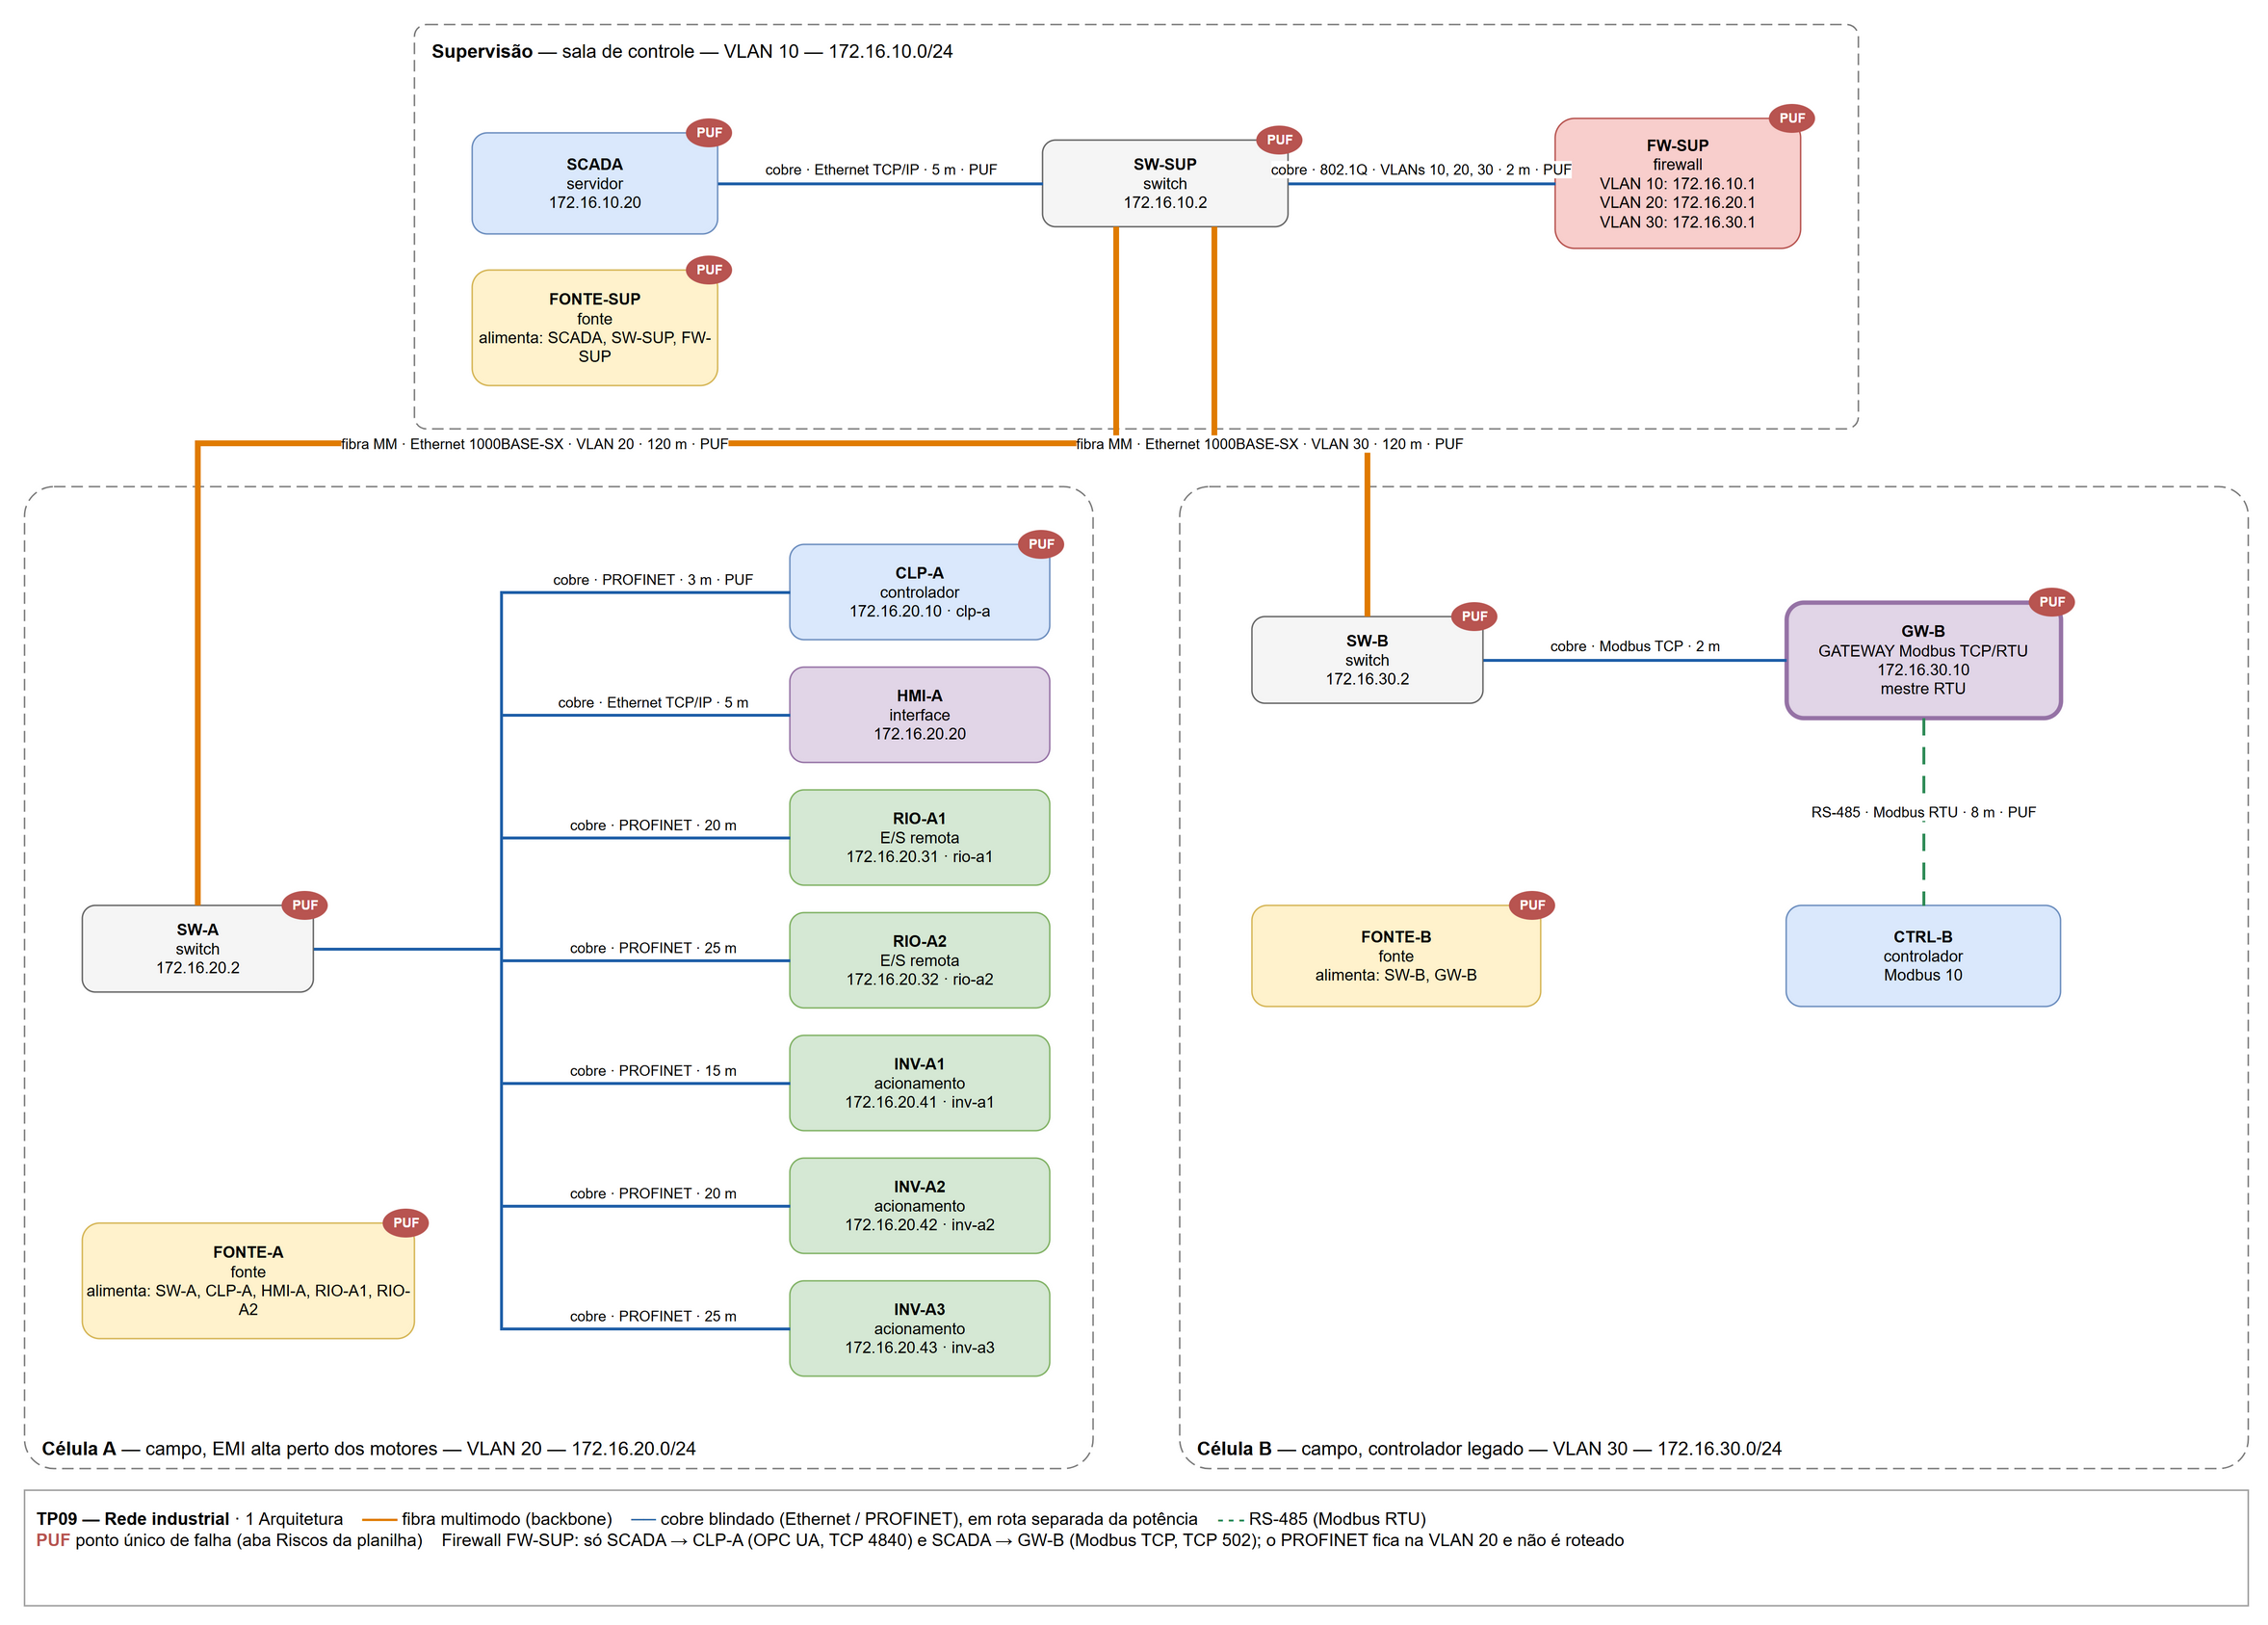 Supervisão — sala de controle — VLAN 10 — 172.16.10.0/24
PUF
SCADA
servidor
172.16.10.20
cobre · Ethernet TCP/IP · 5 m · PUF
PUF
SW-SUP
switch
172.16.10.2
cobre · 802.1Q · VLANs 10, 20, 30 · 2 m · PUF
PUF
FW-SUP
firewall
VLAN 10: 172.16.10.1
VLAN 20: 172.16.20.1
VLAN 30: 172.16.30.1
PUF
FONTE-SUP
fonte
alimenta: SCADA, SW-SUP, FW-
SUP
fibra MM · Ethernet 1000BASE-SX · VLAN 20 · 120 m · PUF
fibra MM · Ethernet 1000BASE-SX · VLAN 30 · 120 m · PUF
PUF
SW-A
switch
172.16.20.2
cobre · PROFINET · 3 m · PUF
PUF
CLP-A
controlador
172.16.20.10 · clp-a
cobre · Ethernet TCP/IP · 5 m
HMI-A
interface
172.16.20.20
cobre · PROFINET · 20 m
RIO-A1
E/S remota
172.16.20.31 · rio-a1
cobre · PROFINET · 25 m
RIO-A2
E/S remota
172.16.20.32 · rio-a2
cobre · PROFINET · 15 m
INV-A1
acionamento
172.16.20.41 · inv-a1
cobre · PROFINET · 20 m
INV-A2
acionamento
172.16.20.42 · inv-a2
cobre · PROFINET · 25 m
INV-A3
acionamento
172.16.20.43 · inv-a3
PUF
FONTE-A
fonte
alimenta: SW-A, CLP-A, HMI-A, RIO-A1, RIO-
A2
Célula A — campo, EMI alta perto dos motores — VLAN 20 — 172.16.20.0/24
PUF
SW-B
switch
172.16.30.2
cobre · Modbus TCP · 2 m
PUF
GW-B
GATEWAY Modbus TCP/RTU
172.16.30.10
mestre RTU
RS-485 · Modbus RTU · 8 m · PUF
PUF
FONTE-B
fonte
alimenta: SW-B, GW-B
CTRL-B
controlador
Modbus 10
Célula B — campo, controlador legado — VLAN 30 — 172.16.30.0/24
TP09 — Rede industrial · 1 Arquitetura fibra multimodo (backbone) cobre blindado (Ethernet / PROFINET), em rota separada da potência RS-485 (Modbus RTU)
PUF ponto único de falha (aba Riscos da planilha) Firewall FW-SUP: só SCADA → CLP-A (OPC UA, TCP 4840) e SCADA → GW-B (Modbus TCP, TCP 502); o PROFINET fica na VLAN 20 e não é roteado